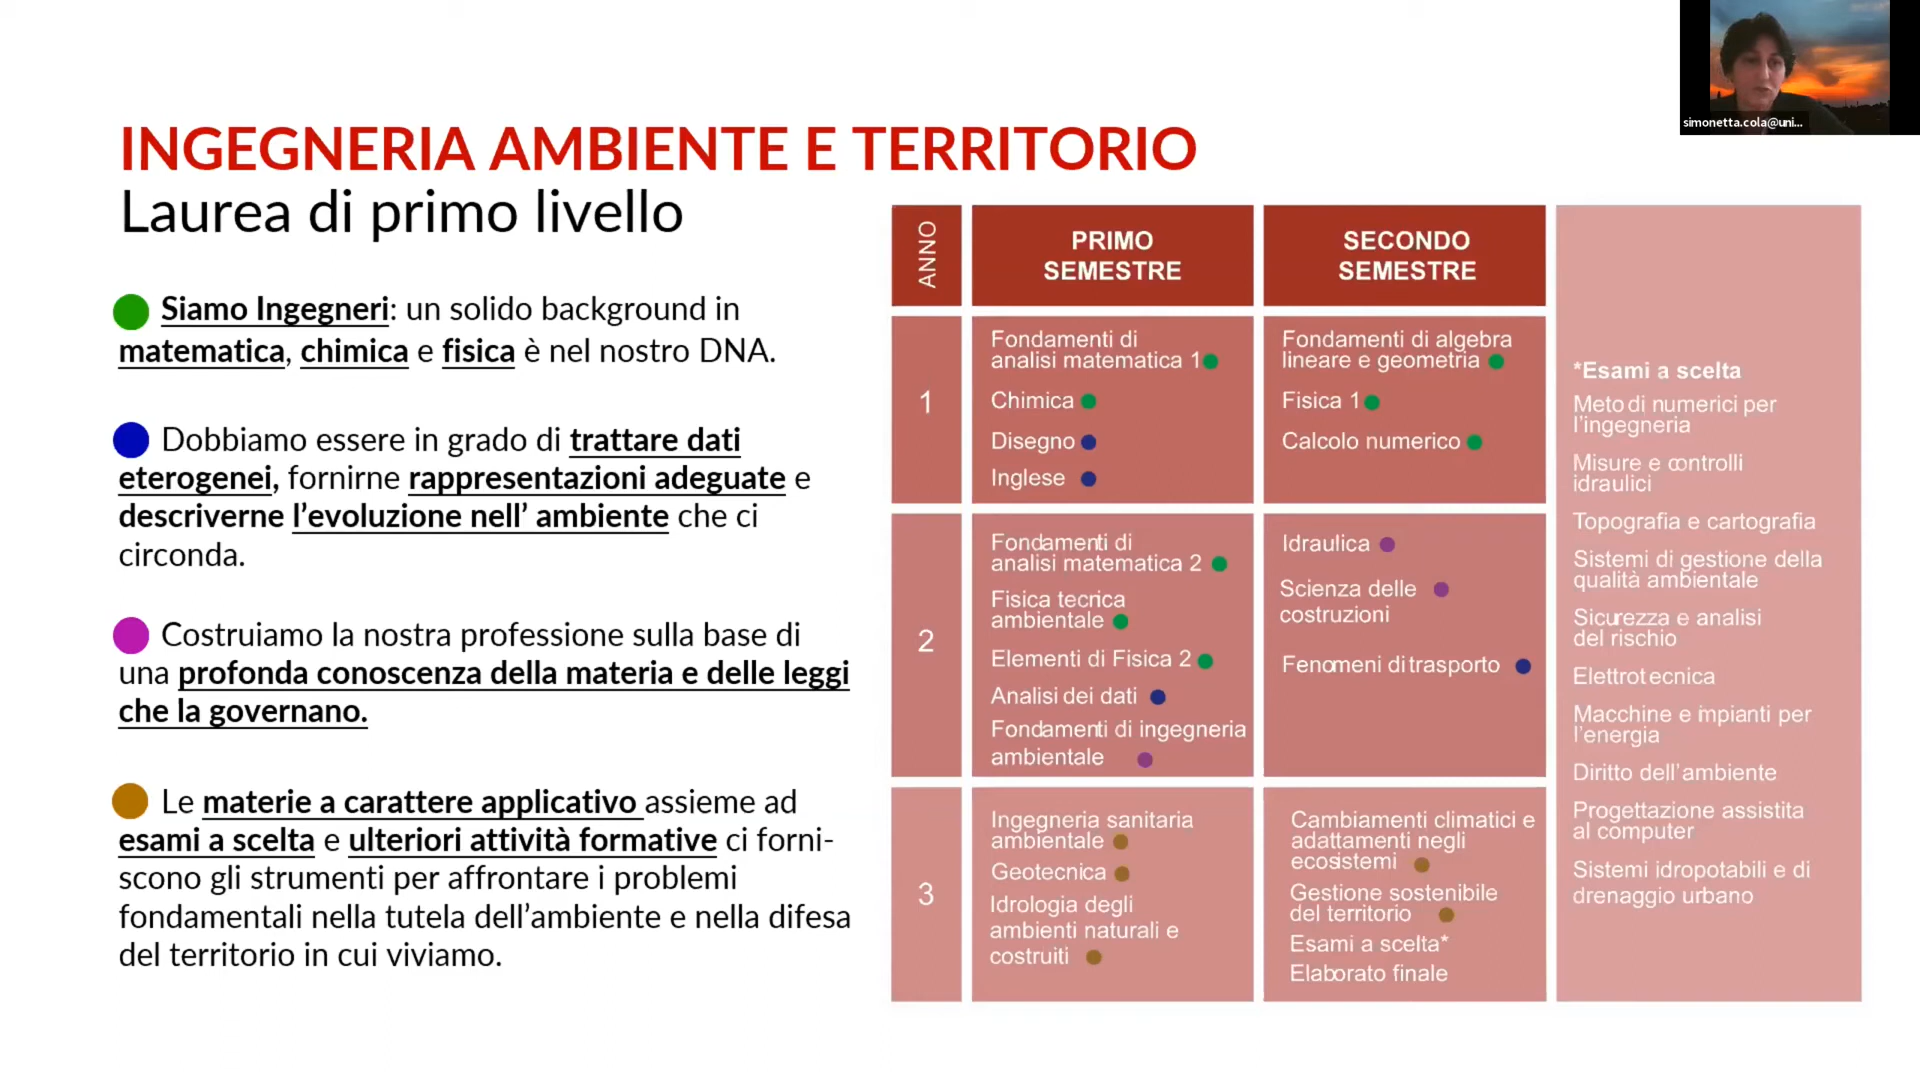 simonetta.cola@uni...
INGEGNERIA AMBIENTE E TERRITORIO
Laurea di primo livello
Siamo Ingegneri: un solido background in
matematica, chimica e fisica è nel nostro DNA.
Dobbiamo essere in grado di trattare dati
eterogenei, fornirne rappresentazioni adeguate e
descriverne l'evoluzione nell' ambiente che ci
circonda.
Costruiamo la nostra professione sulla base di
una profonda conoscenza della materia e delle leggi
che la governano.
Le materie a carattere applicativo assieme ad
esami a scelta e ulteriori attività formative ci forni-
scono gli strumenti per affrontare i problemi
fondamentali nella tutela dell'ambiente e nella difesa
del territorio in cui viviamo.
ANNO
PRIMO
SEMESTRE
SECONDO
SEMESTRE
1
Fondamenti di
analisi matematica 1
Chimica
Disegno
Inglese
Fondamenti di algebra
lineare e geometria
Fisica 1
Calcolo numerico
2
Fondamenti di
analisi matematica 2
Fisica tecnica
ambientale
Elementi di Fisica 2
Analisi dei dati
Fondamenti di ingegneria
ambientale
Idraulica
Scienza delle
costruzioni
Fenomeni di trasporto
3
Ingegneria sanitaria
ambientale
Geotecnica
Idrologia degli
ambienti naturali e
costruiti
Cambiamenti climatici e
adattamenti negli
ecosistemi
Gestione sostenibile
del territorio
Esami a scelta*
Elaborato finale
*Esami a scelta
Metodi numerici per
l'ingegneria
Misure e controlli
idraulici
Topografia e cartografia
Sistemi di gestione della
qualità ambientale
Sicurezza e analisi
del rischio
Elettrotecnica
Macchine e impianti per
l'energia
Diritto dell'ambiente
Progettazione assistita
al computer
Sistemi idropotabili e di
drenaggio urbano